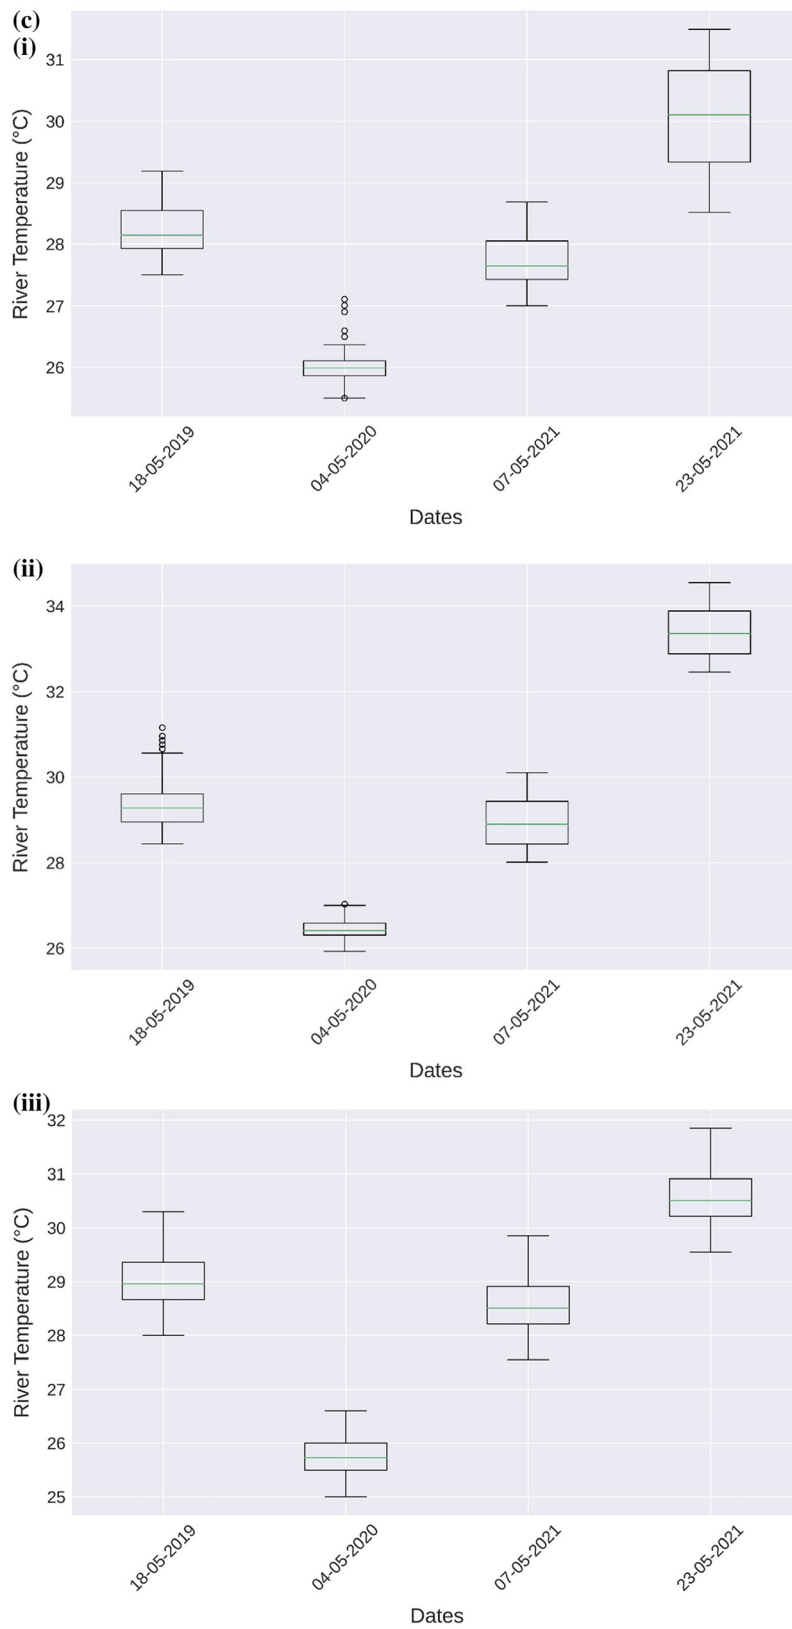 (c)
(i)
River Temperature (°C)
31
30
29
28
27
26
18-05-2019 04-05-2020 07-05-2021 23-05-2021
Dates
(ii)
River Temperature (°C)
34
32
30
28
26
18-05-2019 04-05-2020 07-05-2021 23-05-2021
Dates
(iii)
River Temperature (°C)
32
31
30
29
28
27
26
25
18-05-2019 04-05-2020 07-05-2021 23-05-2021
Dates